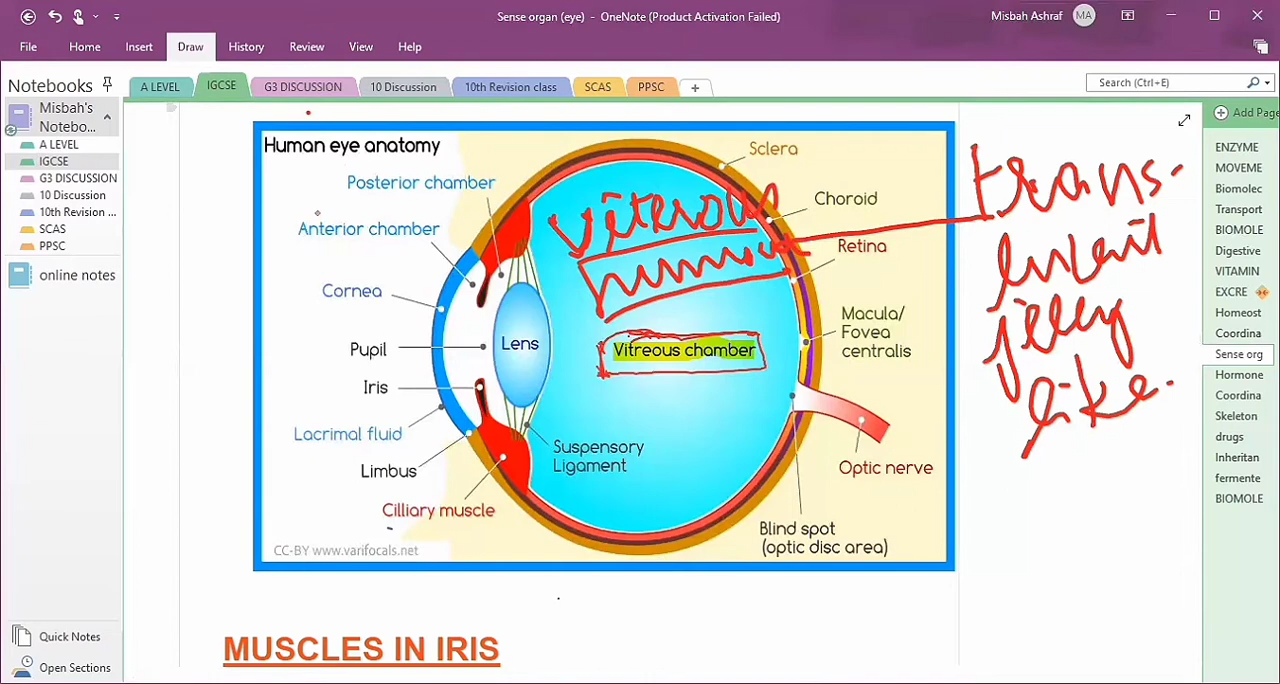 Sense organ (eye) - OneNote (Product Activation Failed)
Misbah Ashraf
MA
File Home Insert Draw History Review View Help
Notebooks
Misbah's
Notebo...
A LEVEL
IGCSE
G3 DISCUSSION
10 Discussion
10th Revision ...
SCAS
PPSC
online notes
Quick Notes
Open Sections
A LEVEL IGCSE G3 DISCUSSION 10 Discussion 10th Revision class SCAS PPSC +
Search (Ctrl+E)
Human eye anatomy
Posterior chamber
Anterior chamber
Cornea
Pupil
Iris
Lacrimal fluid
Limbus
Cilliary muscle
CC-BY www.varifocals.net
Lens
Vitreous chamber
Suspensory
Ligament
Sclera
Choroid
Retina
Macula/
Fovea
centralis
Optic nerve
Blind spot
(optic disc area)
trans-
jelly
like.
MUSCLES IN IRIS
Add Page
ENZYME
MOVEME
Biomolec
Transport
BIOMOLE
Digestive
VITAMIN
EXCRE
Homeost
Coordina
Sense org
Hormone
Coordina
Skeleton
drugs
Inheritan
fermente
BIOMOLE